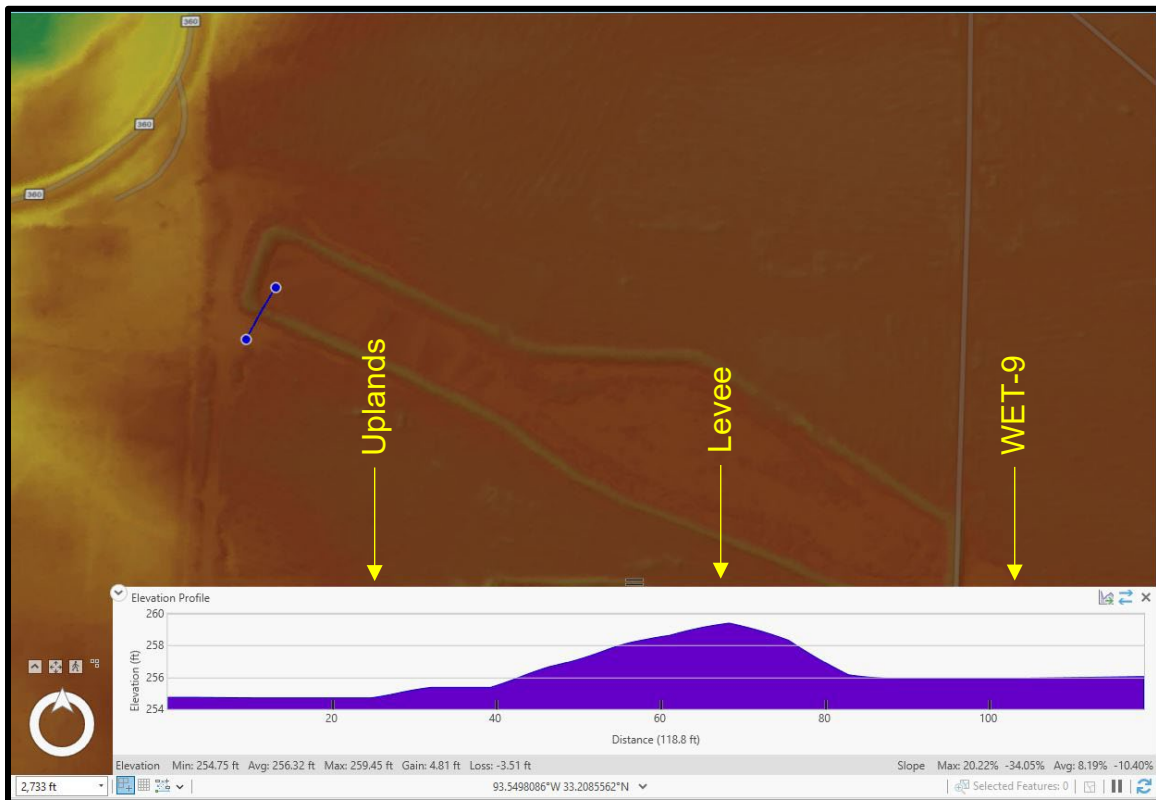 360
360
360
Uplands
Levee
WET-9
Elevation Profile
260
258
256
254
Elevation (ft)
20
40
60
80
100
Distance (118.8 ft)
Elevation Min: 254.75 ft Avg: 256.32 ft Max: 259.45 ft Gain: 4.81 ft Loss: -3.51 ft
Slope Max: 20.22% -34.05% Avg: 8.19% -10.40%
2,733 ft
93.5498086°W 33.2085562°N
Selected Features: 0